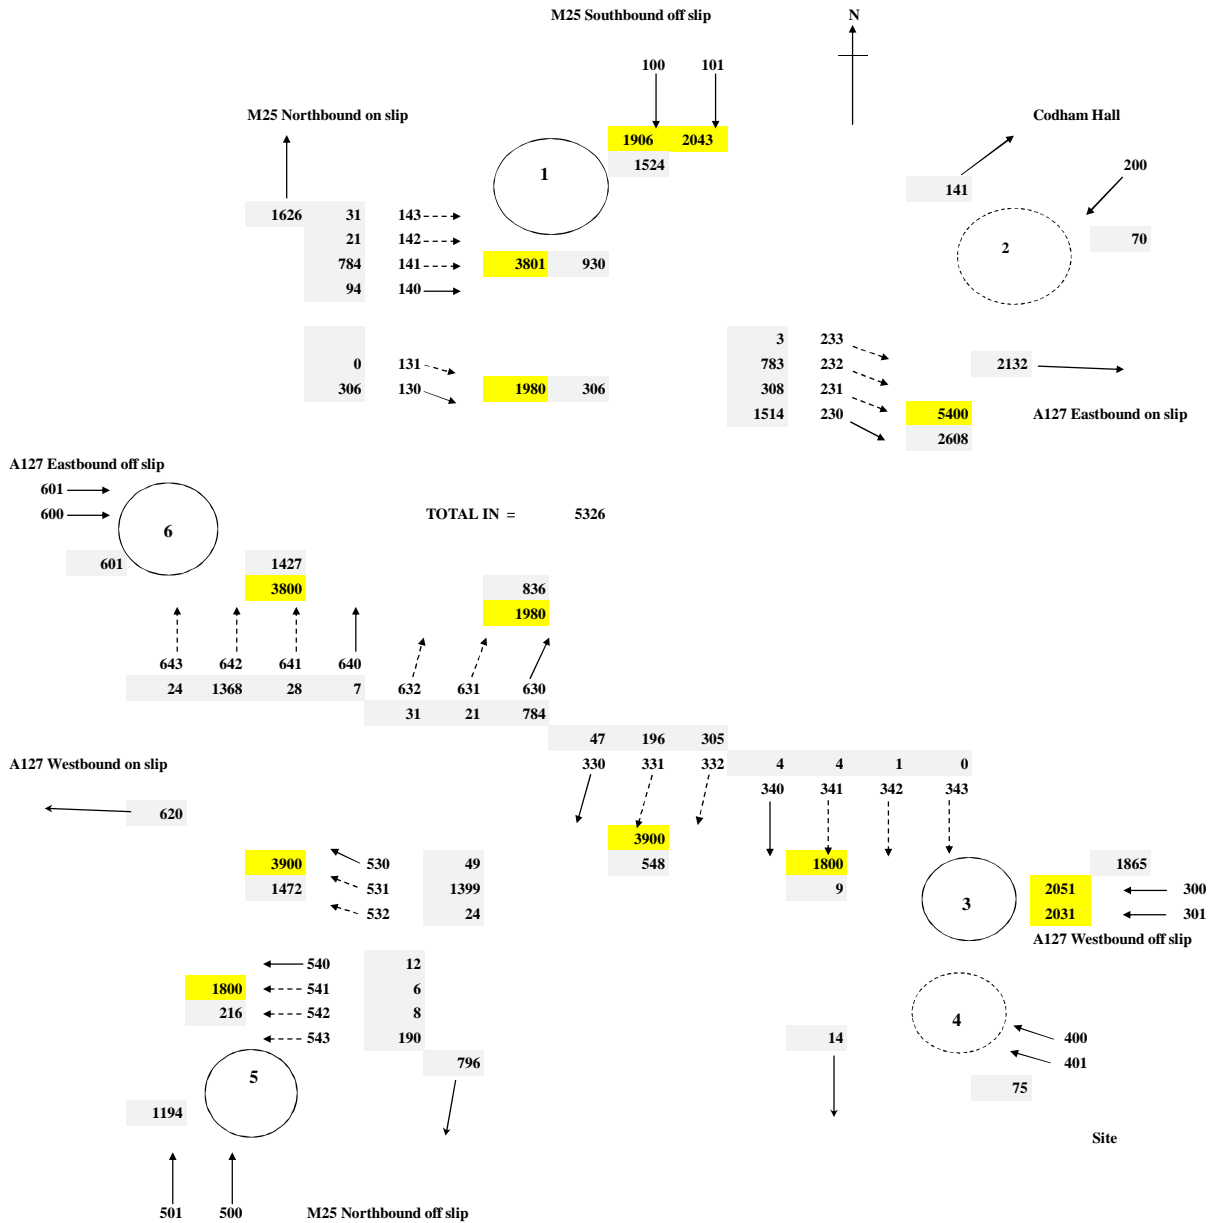 M25 Southbound off slip N
100 101
M25 Northbound on slip Codham Hall
1906 2043
1524
1
200
141
1626 31 143
21 142 70
2
784 141 3801 930
94 140
3 233
0 131 783 232 2132
306 130 1980 306 308 231
1514 230 5400 A127 Eastbound on slip
2608
A127 Eastbound off slip
601
600 TOTAL IN = 5326
6
601 1427
3800 836
1980
643 642 641 640
24 1368 28 7 632 631 630
31 21 784
47 196 305
A127 Westbound on slip 330 331 332 4 4 1 0
340 341 342 343
620
3900
3900 530 49 548 1800 1865
1472 531 1399 9 2051 300
532 24 3 2031 301
A127 Westbound off slip
540 12
1800 541 6
216 542 8 4
543 190 14 400
796 401
5
75
1194
Site
501 500 M25 Northbound off slip